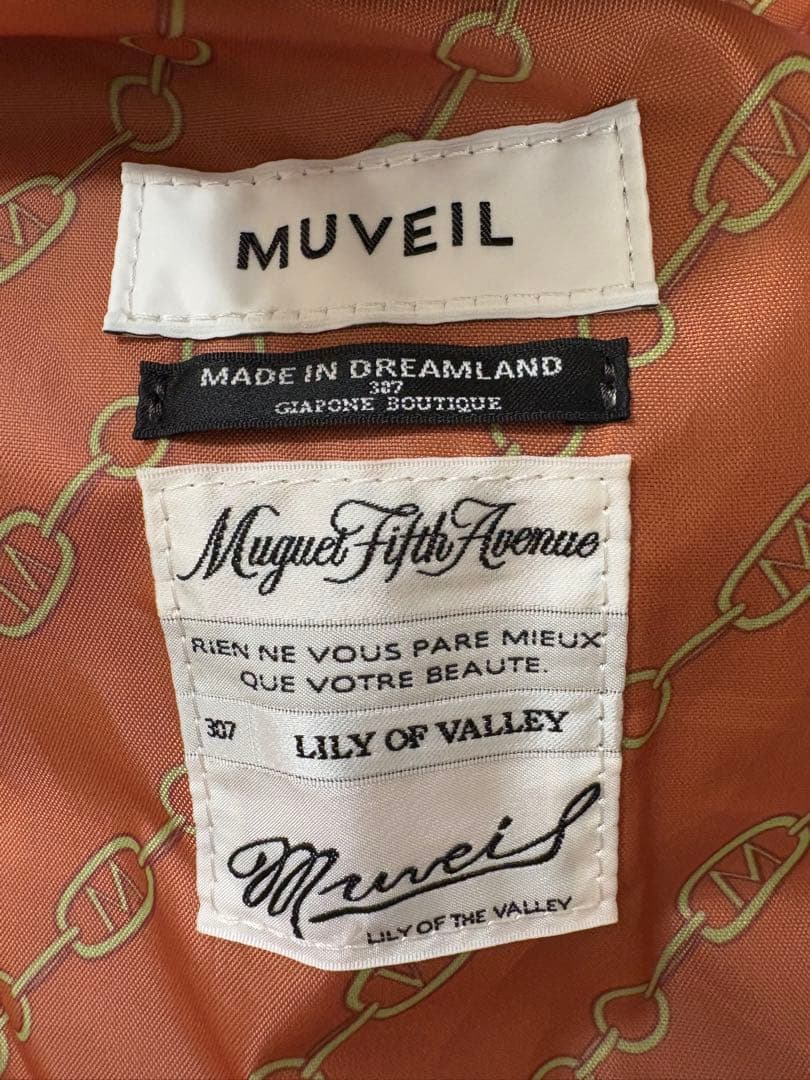 MUVEIL
MADE IN DREAMLAND
387
GIAPONE BOUTIQUE
Muguet Fifth Avenue
RIEN NE VOUS PARE MIEUX
QUE VOTRE BEAUTE.
307 LILY OF VALLEY
Muveil
LILY OF THE VALLEY
M
M
M
M
M
M
M